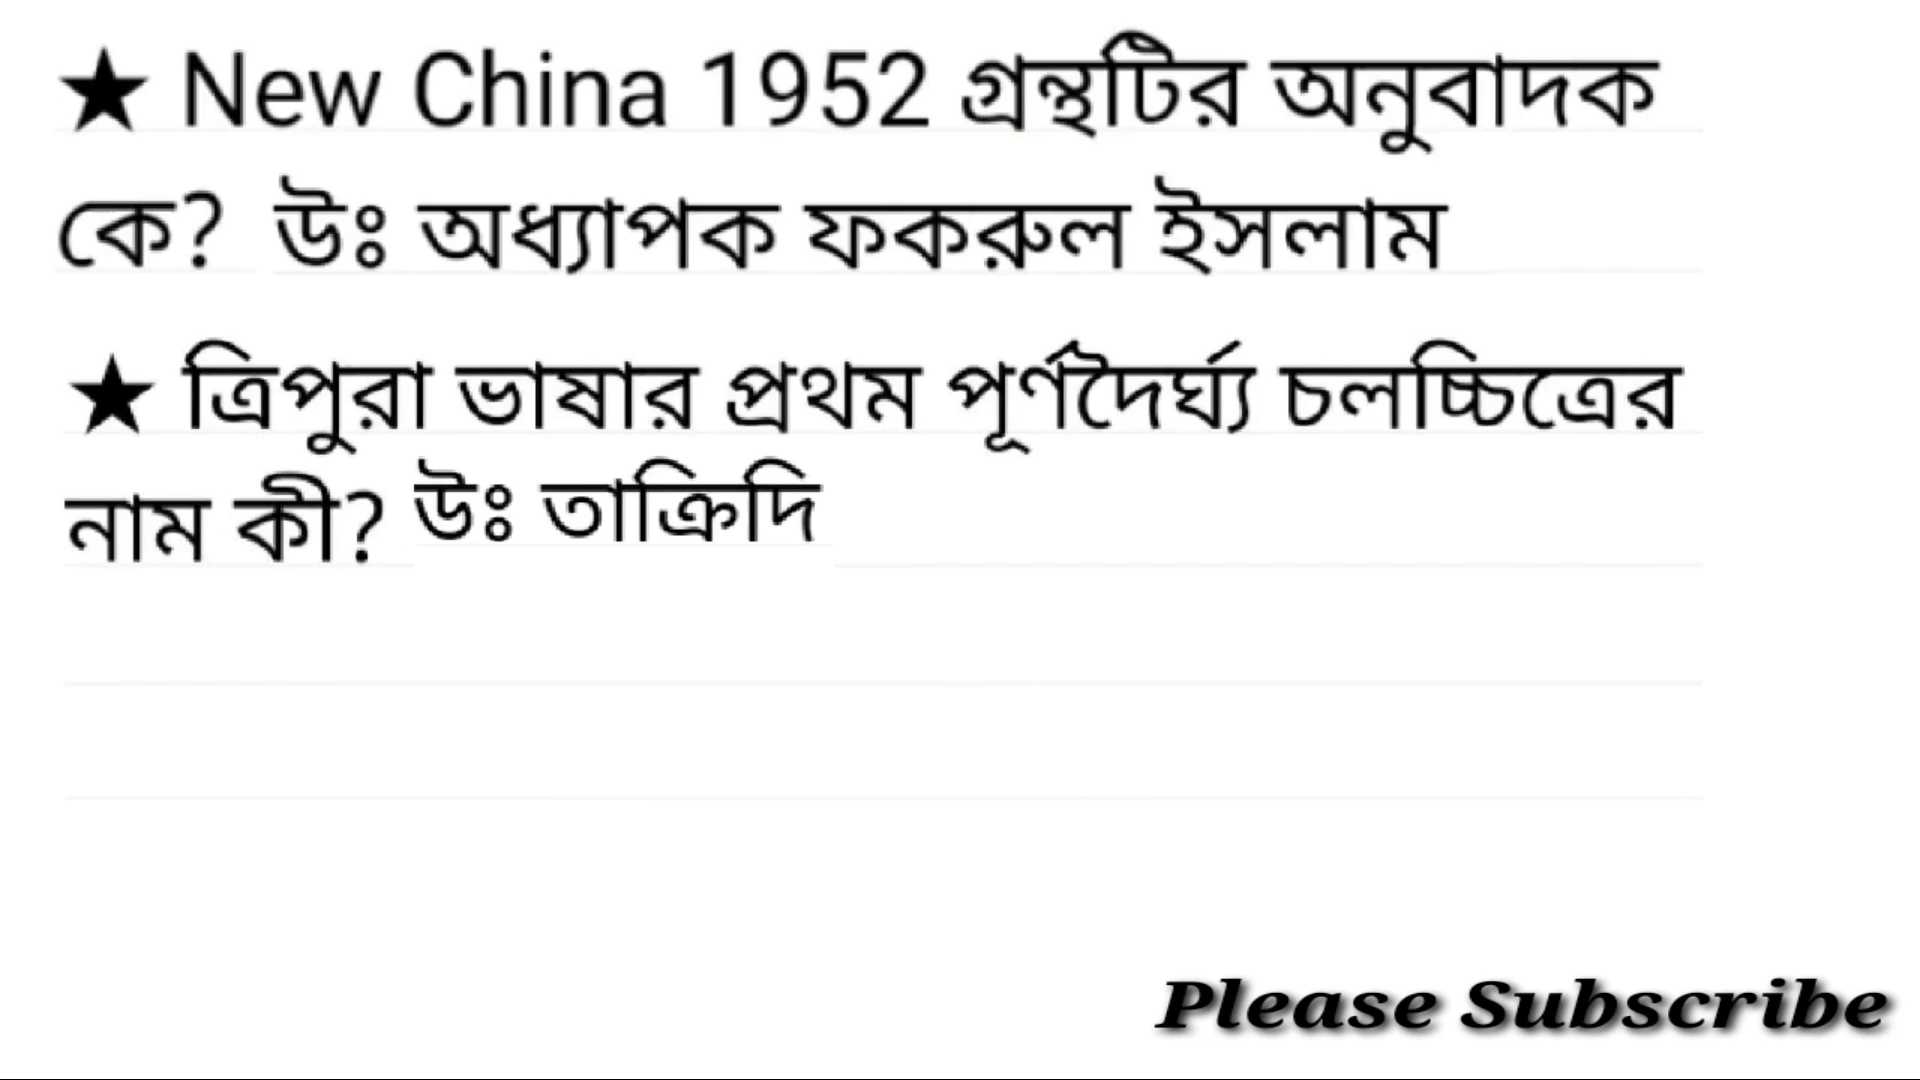 ★ New China 1952 গ্রন্থটির অনুবাদক
কে? উঃ অধ্যাপক ফকরুল ইসলাম
★ ত্রিপুরা ভাষার প্রথম পূর্ণদৈর্ঘ্য চলচ্চিত্রের
নাম কী? উঃ তাক্রিদি
Please Subscribe